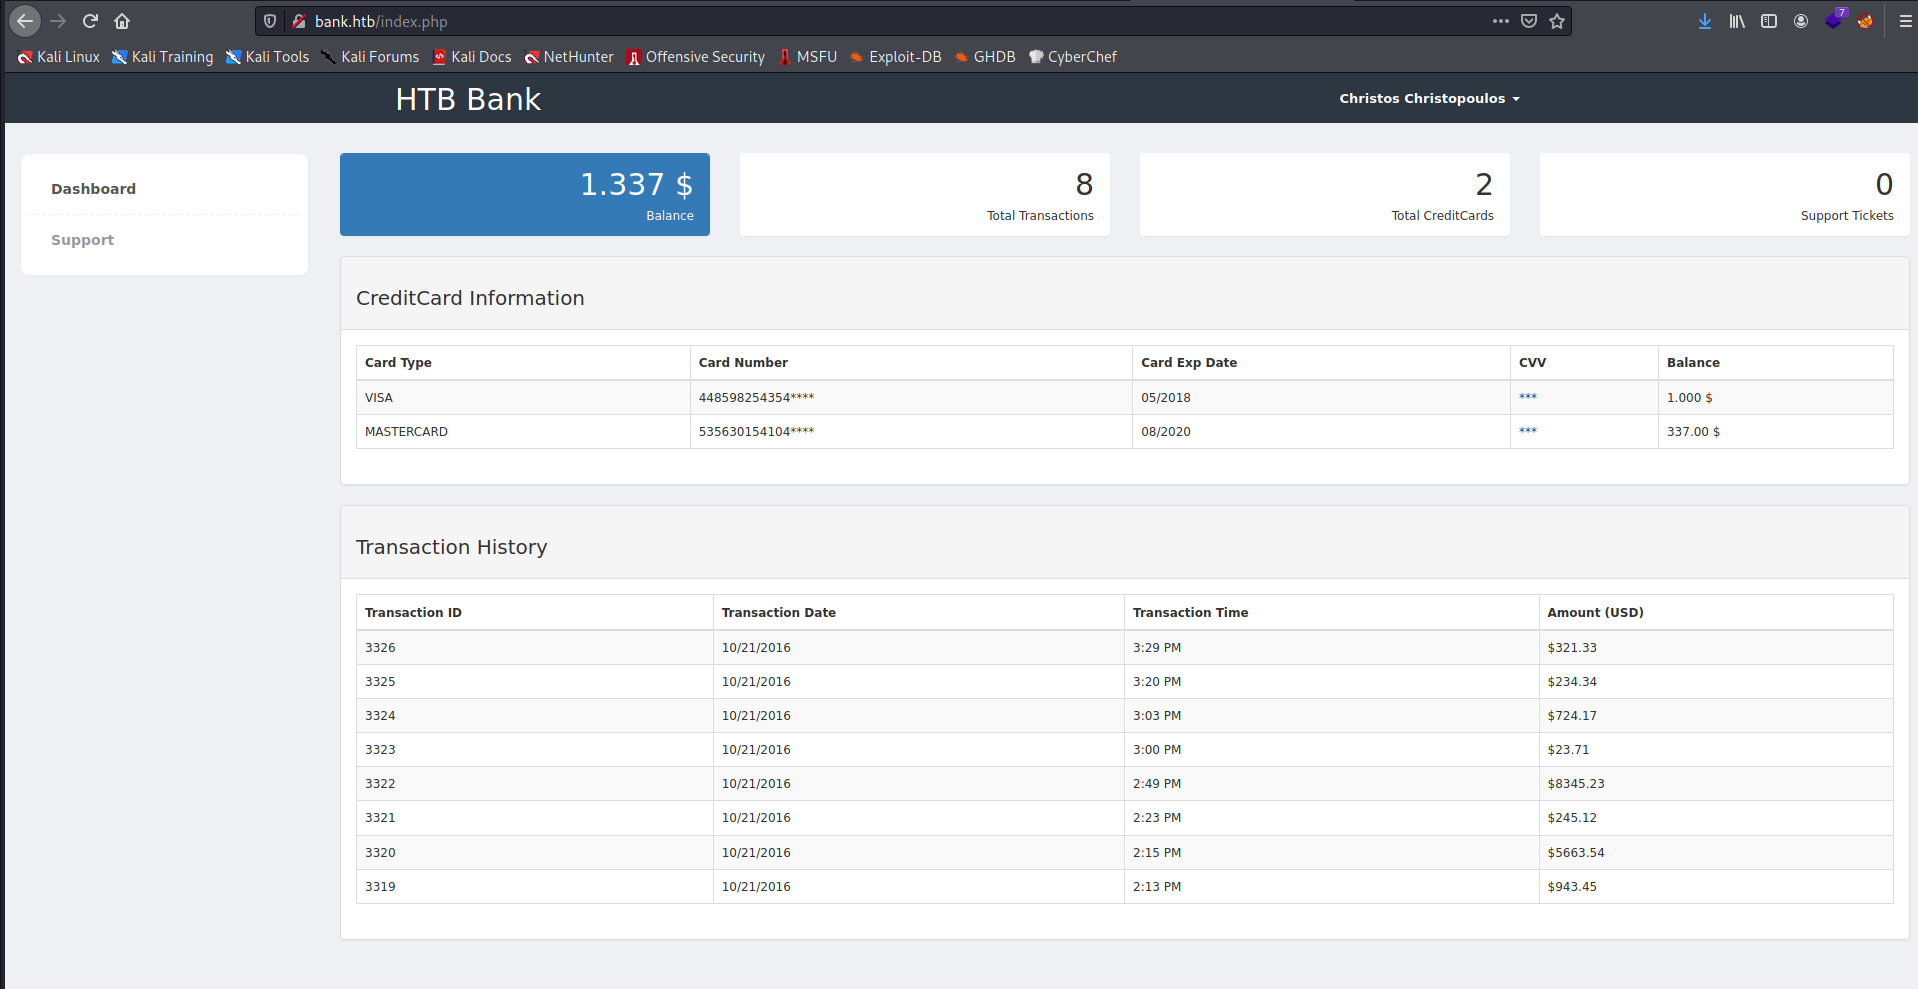 bank.htb/index.php
7
Kali Linux Kali Training Kali Tools Kali Forums Kali Docs NetHunter Offensive Security MSFU Exploit-DB GHDB CyberChef
HTB Bank Christos Christopoulos
Dashboard
Support
1.337 $
Balance
8
Total Transactions
2
Total CreditCards
0
Support Tickets
CreditCard Information
Card Type Card Number Card Exp Date CVV Balance
VISA 448598254354**** 05/2018 *** 1.000 $
MASTERCARD 535630154104**** 08/2020 *** 337.00 $
Transaction History
Transaction ID Transaction Date Transaction Time Amount (USD)
3326 10/21/2016 3:29 PM $321.33
3325 10/21/2016 3:20 PM $234.34
3324 10/21/2016 3:03 PM $724.17
3323 10/21/2016 3:00 PM $23.71
3322 10/21/2016 2:49 PM $8345.23
3321 10/21/2016 2:23 PM $245.12
3320 10/21/2016 2:15 PM $5663.54
3319 10/21/2016 2:13 PM $943.45